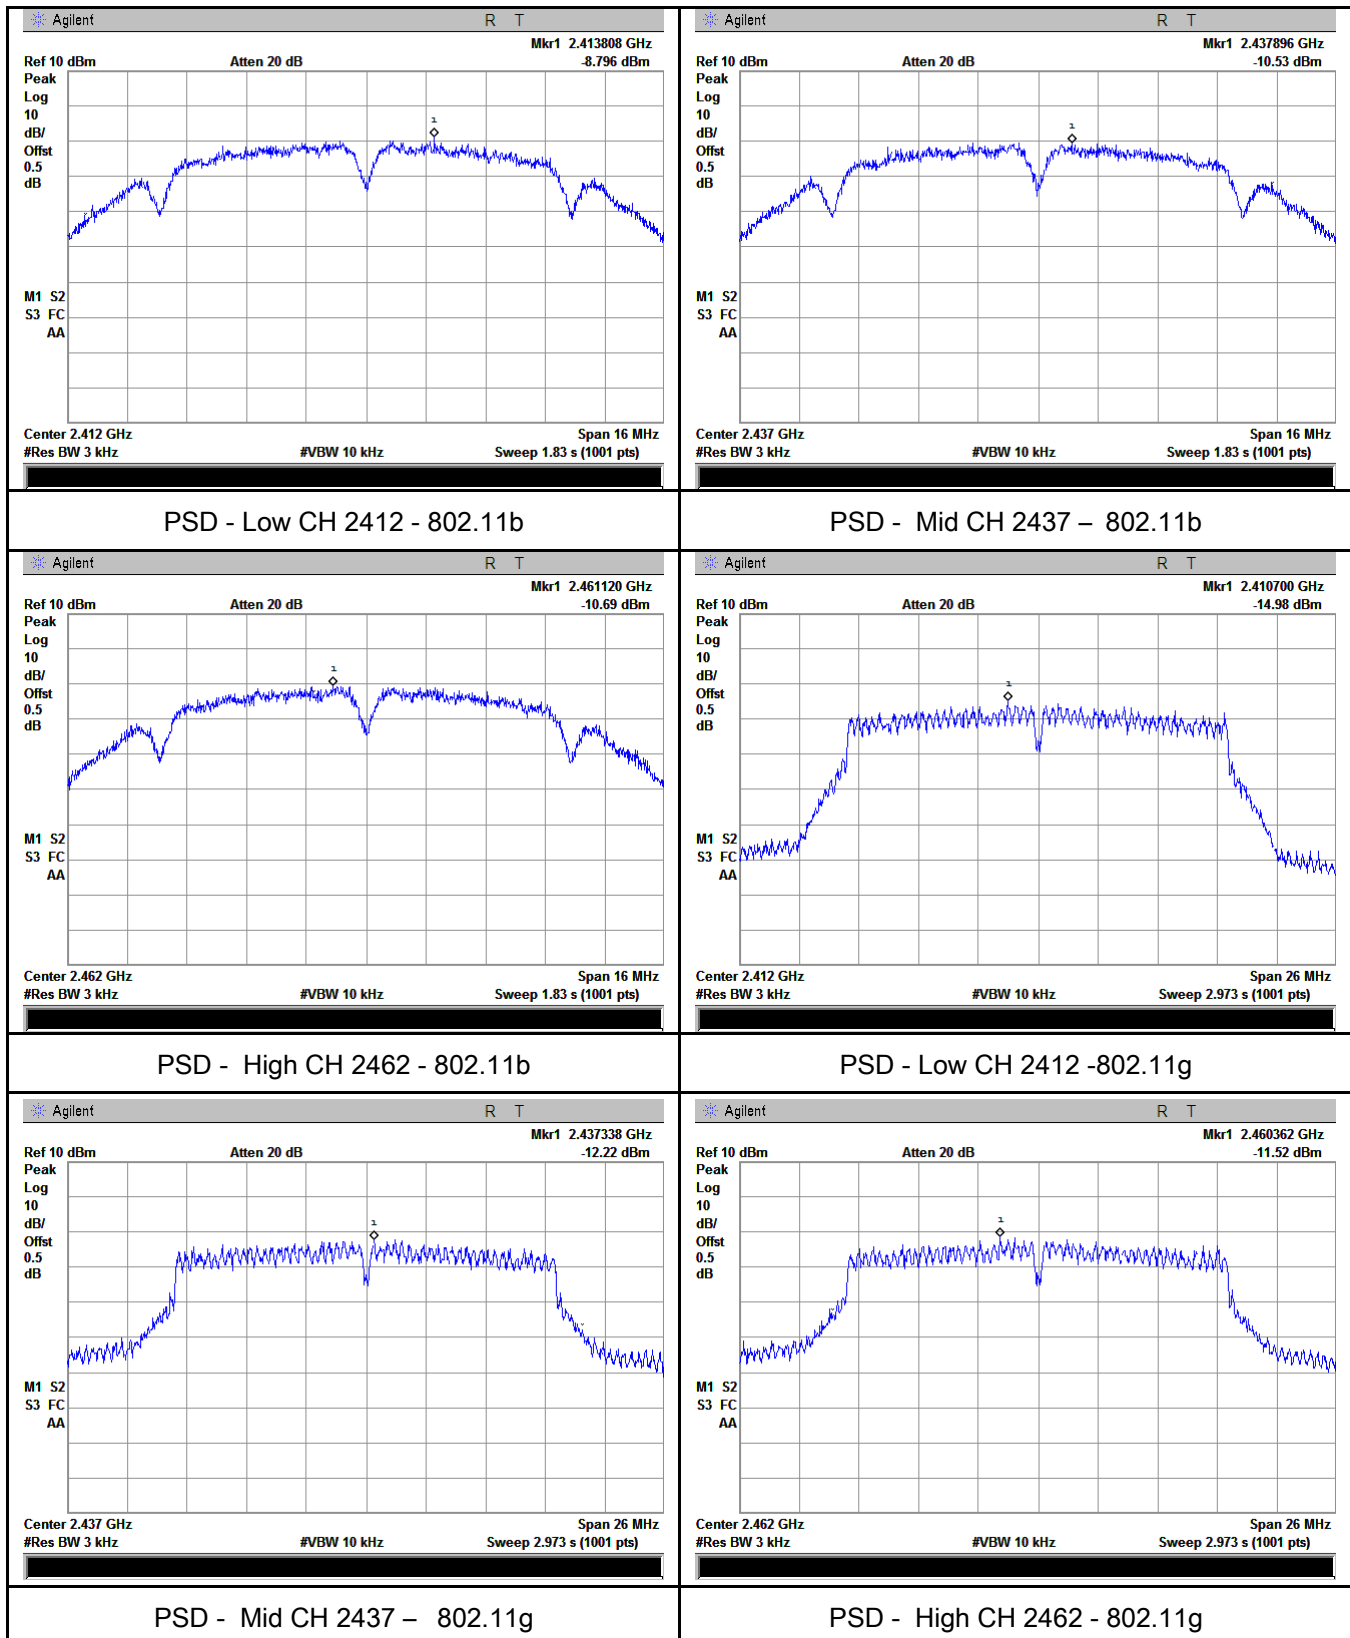 Agilent R T
Mkr1 2.413808 GHz
Ref 10 dBm Atten 20 dB -8.796 dBm
Peak
Log
10
dB/
Offst
0.5
dB
1
M1 S2
S3 FC
AA
Center 2.412 GHz Span 16 MHz
#Res BW 3 kHz #VBW 10 kHz Sweep 1.83 s (1001 pts)
PSD - Low CH 2412 - 802.11b
Agilent R T
Mkr1 2.437896 GHz
Ref 10 dBm Atten 20 dB -10.53 dBm
Peak
Log
10
dB/
Offst
0.5
dB
1
M1 S2
S3 FC
AA
Center 2.437 GHz Span 16 MHz
#Res BW 3 kHz #VBW 10 kHz Sweep 1.83 s (1001 pts)
PSD - Mid CH 2437 – 802.11b
Agilent R T
Mkr1 2.461120 GHz
Ref 10 dBm Atten 20 dB -10.69 dBm
Peak
Log
10
dB/
Offst
0.5
dB
1
M1 S2
S3 FC
AA
Center 2.462 GHz Span 16 MHz
#Res BW 3 kHz #VBW 10 kHz Sweep 1.83 s (1001 pts)
PSD - High CH 2462 - 802.11b
Agilent R T
Mkr1 2.410700 GHz
Ref 10 dBm Atten 20 dB -14.98 dBm
Peak
Log
10
dB/
Offst
0.5
dB
1
M1 S2
S3 FC
AA
Center 2.412 GHz Span 26 MHz
#Res BW 3 kHz #VBW 10 kHz Sweep 2.973 s (1001 pts)
PSD - Low CH 2412 -802.11g
Agilent R T
Mkr1 2.437338 GHz
Ref 10 dBm Atten 20 dB -12.22 dBm
Peak
Log
10
dB/
Offst
0.5
dB
1
M1 S2
S3 FC
AA
Center 2.437 GHz Span 26 MHz
#Res BW 3 kHz #VBW 10 kHz Sweep 2.973 s (1001 pts)
PSD - Mid CH 2437 – 802.11g
Agilent R T
Mkr1 2.460362 GHz
Ref 10 dBm Atten 20 dB -11.52 dBm
Peak
Log
10
dB/
Offst
0.5
dB
1
M1 S2
S3 FC
AA
Center 2.462 GHz Span 26 MHz
#Res BW 3 kHz #VBW 10 kHz Sweep 2.973 s (1001 pts)
PSD - High CH 2462 - 802.11g